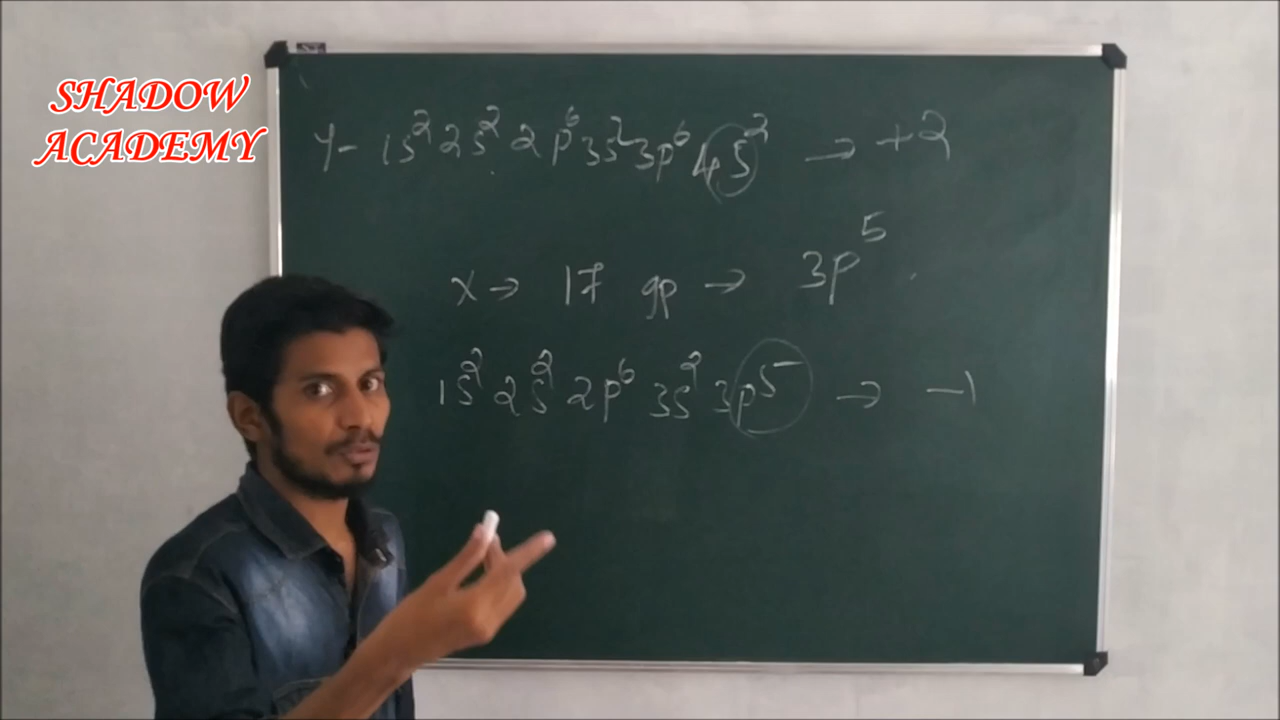 SHADOW
ACADEMY
Y- 1s² 2s² 2p⁶ 3s² 3p⁶ 4s² → +2
x → 17 gp → 3p⁵
1s² 2s² 2p⁶ 3s² 3p⁵ → -1